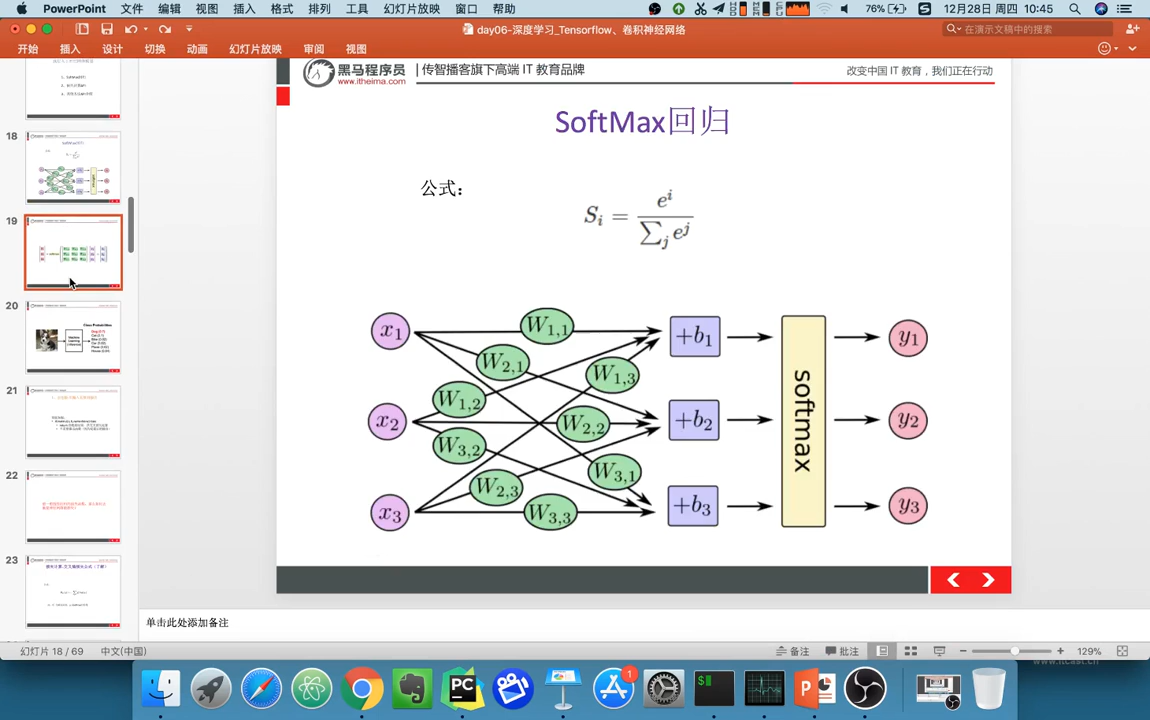 PowerPoint 文件 编辑 视图 插入 格式 排列 工具 幻灯片放映 窗口 帮助 76% 12月28日 周四 10:45
day06-深度学习_Tensorflow、卷积神经网络
在演示文稿中搜索
开始 插入 设计 切换 动画 幻灯片放映 审阅 视图
18
19
20
21
22
23
黑马程序员
www.itheima.com
传智播客旗下高端 IT 教育品牌
改变中国 IT 教育，我们正在行动
SoftMax回归
公式：
S_i = e^i / ∑_j e^j
x1 W1,1 +b1 y1
W2,1
W1,3
W1,2
x2 W2,2 +b2 softmax y2
W3,2
W3,1
W2,3
x3 W3,3 +b3 y3
单击此处添加备注
幻灯片 18 / 69 中文(中国) 备注 批注 129%
www.itcast.cn
PC
1
$
P